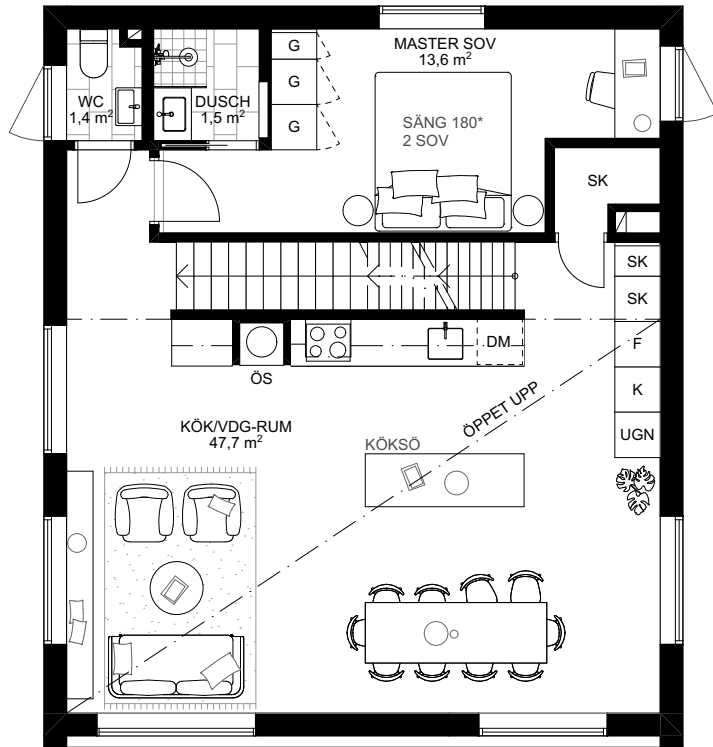 G
MASTER SOV
13,6 m²
G
WC
1,4 m²
DUSCH
1,5 m²
G
SÄNG 180*
2 SOV
SK
SK
SK
F
DM
ÖS
K
ÖPPET UPP
KÖK/VDG-RUM
47,7 m²
KÖKSÖ
UGN